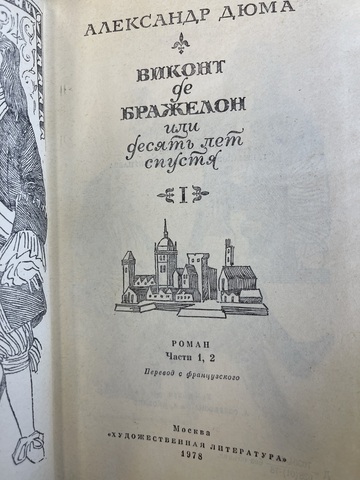 АЛЕКСАНДР ДЮМА
ВИКОНТ
де
БРАЖЕЛОН
или
десять лет
спустя
I
РОМАН
Части 1, 2
Перевод с французского
Москва
«ХУДОЖЕСТВЕННАЯ ЛИТЕРАТУРА»
1978